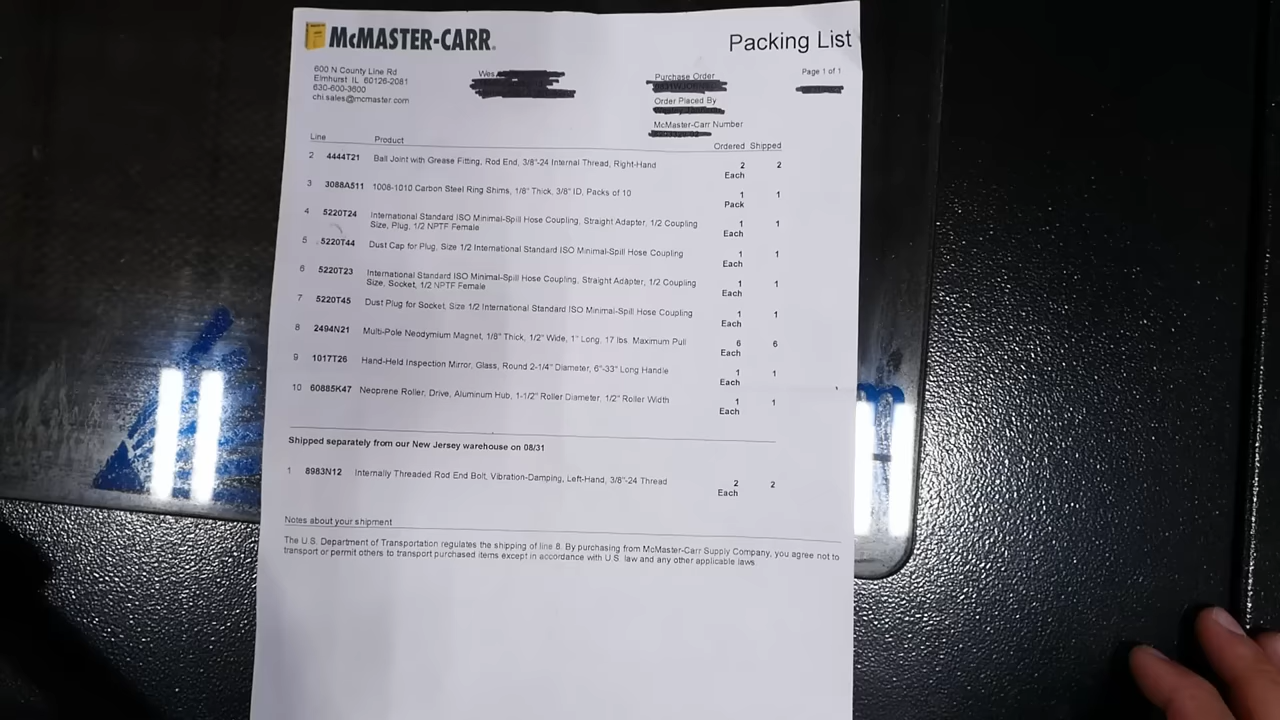 McMASTER-CARR.
Packing List
600 N County Line Rd
Elmhurst IL 60126-2081
630-600-3600
chi.sales@mcmaster.com
Wes
Purchase Order
Order Placed By
McMaster-Carr Number
Page 1 of 1
Line Product Ordered Shipped
2 4444T21 Ball Joint with Grease Fitting, Rod End, 3/8"-24 Internal Thread, Right-Hand 2 2
Each
3 3088A511 1008-1010 Carbon Steel Ring Shims, 1/8" Thick, 3/8" ID, Packs of 10 1 1
Pack
4 5220T24 International Standard ISO Minimal-Spill Hose Coupling, Straight Adapter, 1/2 Coupling 1 1
Size, Plug, 1/2 NPTF Female Each
5 5220T44 Dust Cap for Plug, Size 1/2 International Standard ISO Minimal-Spill Hose Coupling 1 1
Each
6 5220T23 International Standard ISO Minimal-Spill Hose Coupling, Straight Adapter, 1/2 Coupling 1 1
Size, Socket, 1/2 NPTF Female Each
7 5220T45 Dust Plug for Socket, Size 1/2 International Standard ISO Minimal-Spill Hose Coupling 1 1
Each
8 2494N21 Multi-Pole Neodymium Magnet, 1/8" Thick, 1/2" Wide, 1" Long, 17 lbs. Maximum Pull 6 6
Each
9 1017T26 Hand-Held Inspection Mirror, Glass, Round 2-1/4" Diameter, 6"-33" Long Handle 1 1
Each
10 60885K47 Neoprene Roller, Drive, Aluminum Hub, 1-1/2" Roller Diameter, 1/2" Roller Width 1 1
Each
Shipped separately from our New Jersey warehouse on 08/31
1 8983N12 Internally Threaded Rod End Bolt, Vibration-Damping, Left-Hand, 3/8"-24 Thread 2 2
Each
Notes about your shipment
The U.S. Department of Transportation regulates the shipping of line 8. By purchasing from McMaster-Carr Supply Company, you agree not to
transport or permit others to transport purchased items except in accordance with U.S. law and any other applicable laws